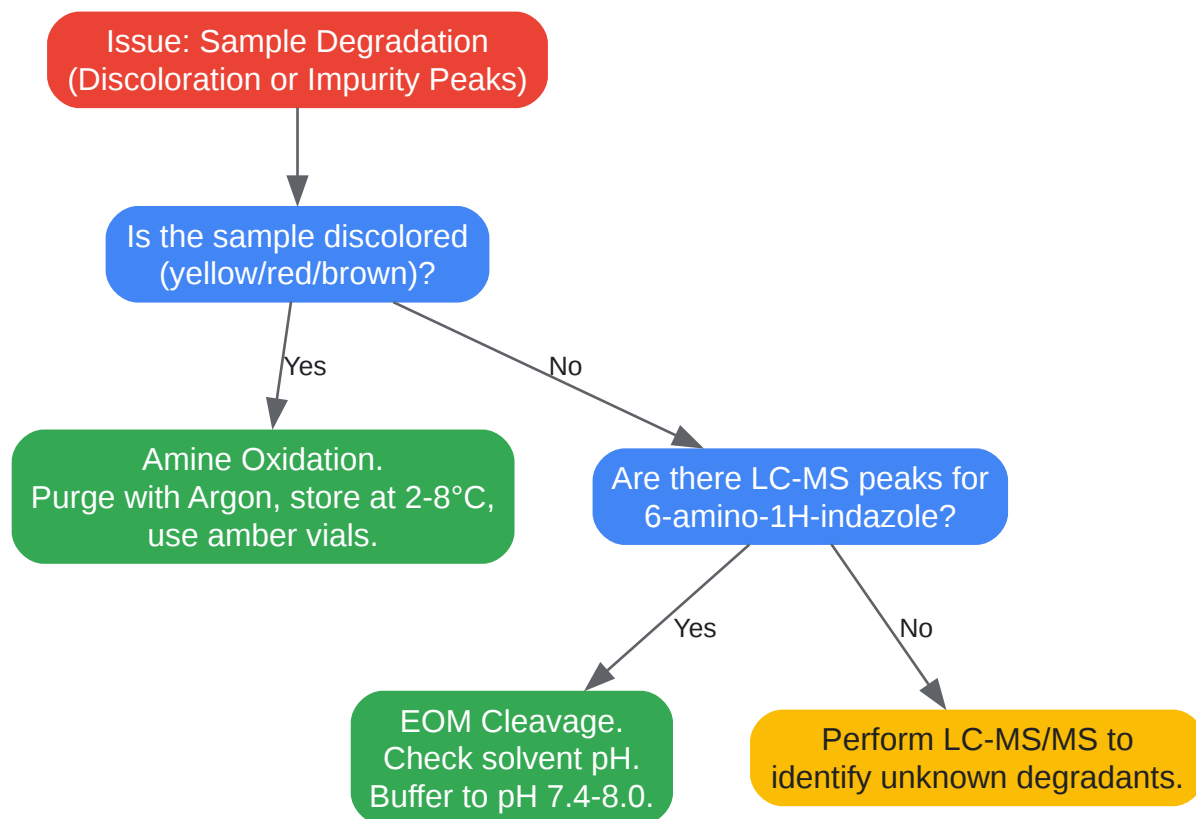 Issue: Sample Degradation
(Discoloration or Impurity Peaks)
Is the sample discolored
(yellow/red/brown)?
Yes
No
Amine Oxidation.
Purge with Argon, store at 2-8°C,
use amber vials.
Are there LC-MS peaks for
6-amino-1H-indazole?
Yes
No
EOM Cleavage.
Check solvent pH.
Buffer to pH 7.4-8.0.
Perform LC-MS/MS to
identify unknown degradants.